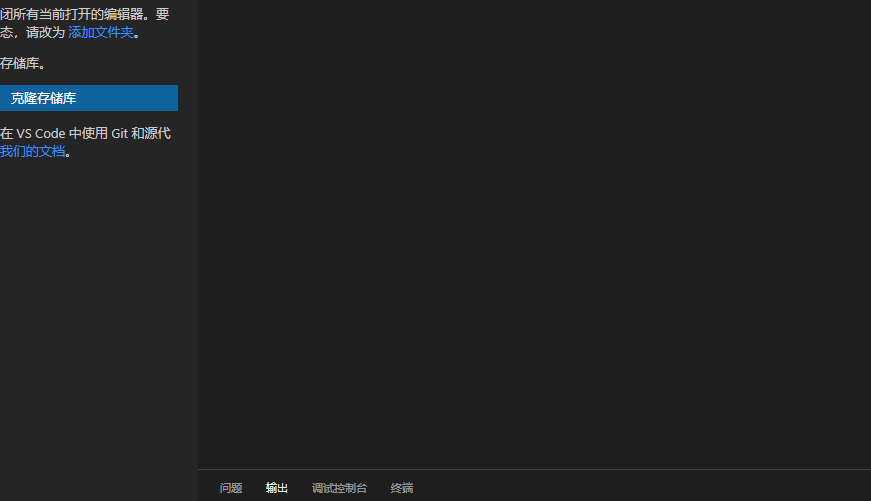 闭所有当前打开的编辑器。要
态，请改为 添加文件夹。
存储库。
克隆存储库
在 VS Code 中使用 Git 和源代
我们的文档。
问题 输出 调试控制台 终端